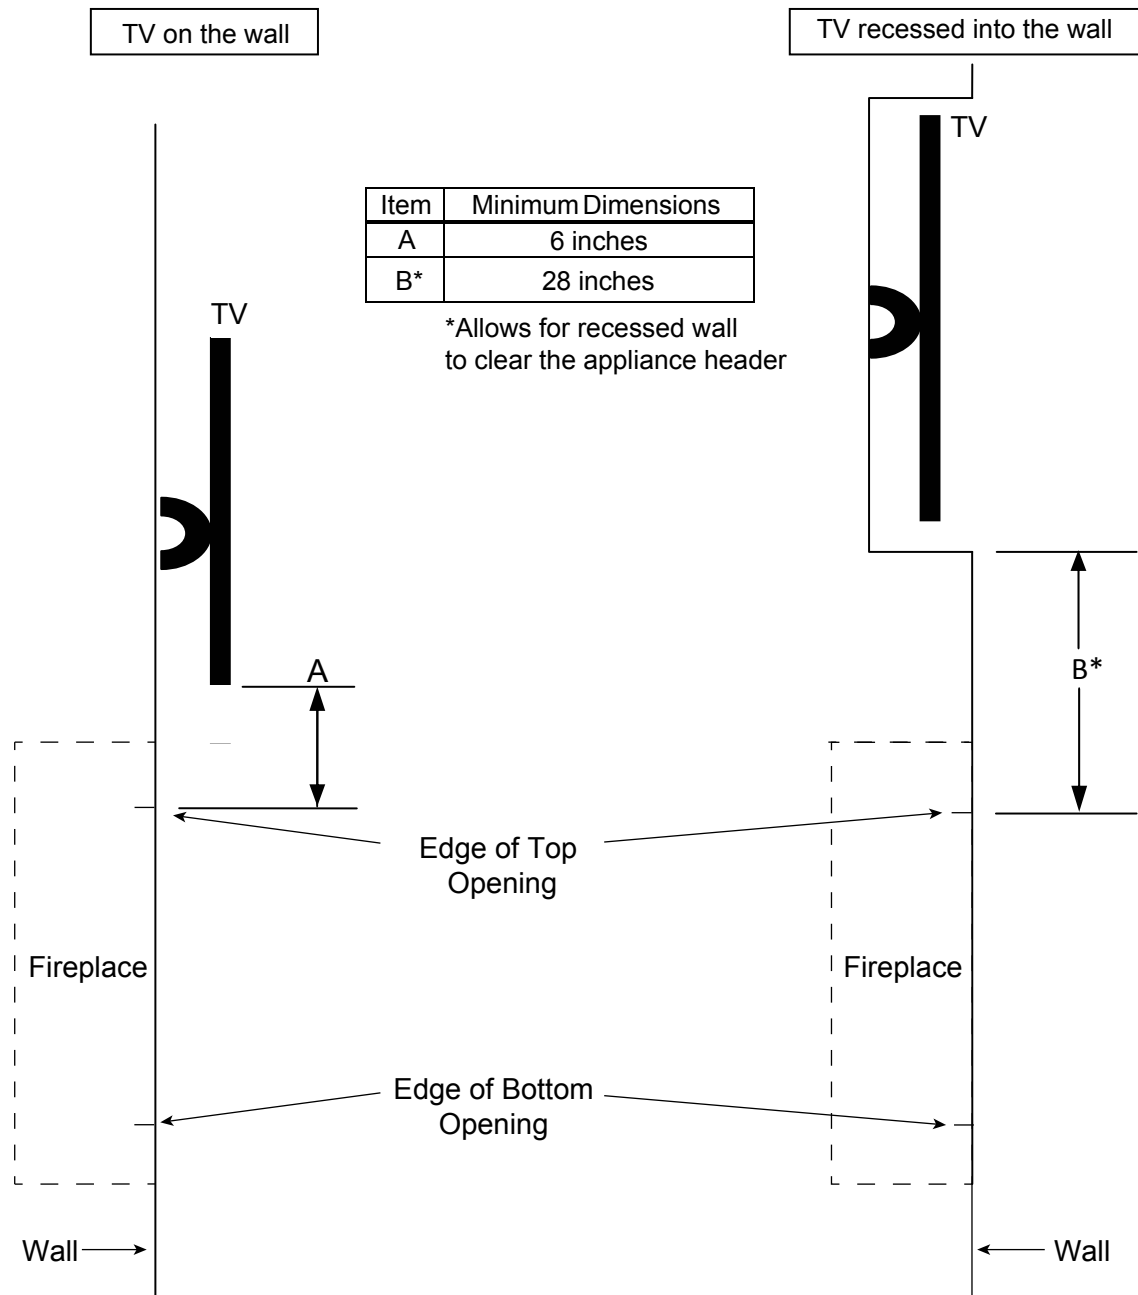 TV on the wall
TV recessed into the wall
TV
Item Minimum Dimensions
A 6 inches
B* 28 inches
*Allows for recessed wall
to clear the appliance header
TV
A
B*
Edge of Top
Opening
Fireplace
Fireplace
Edge of Bottom
Opening
Wall
Wall